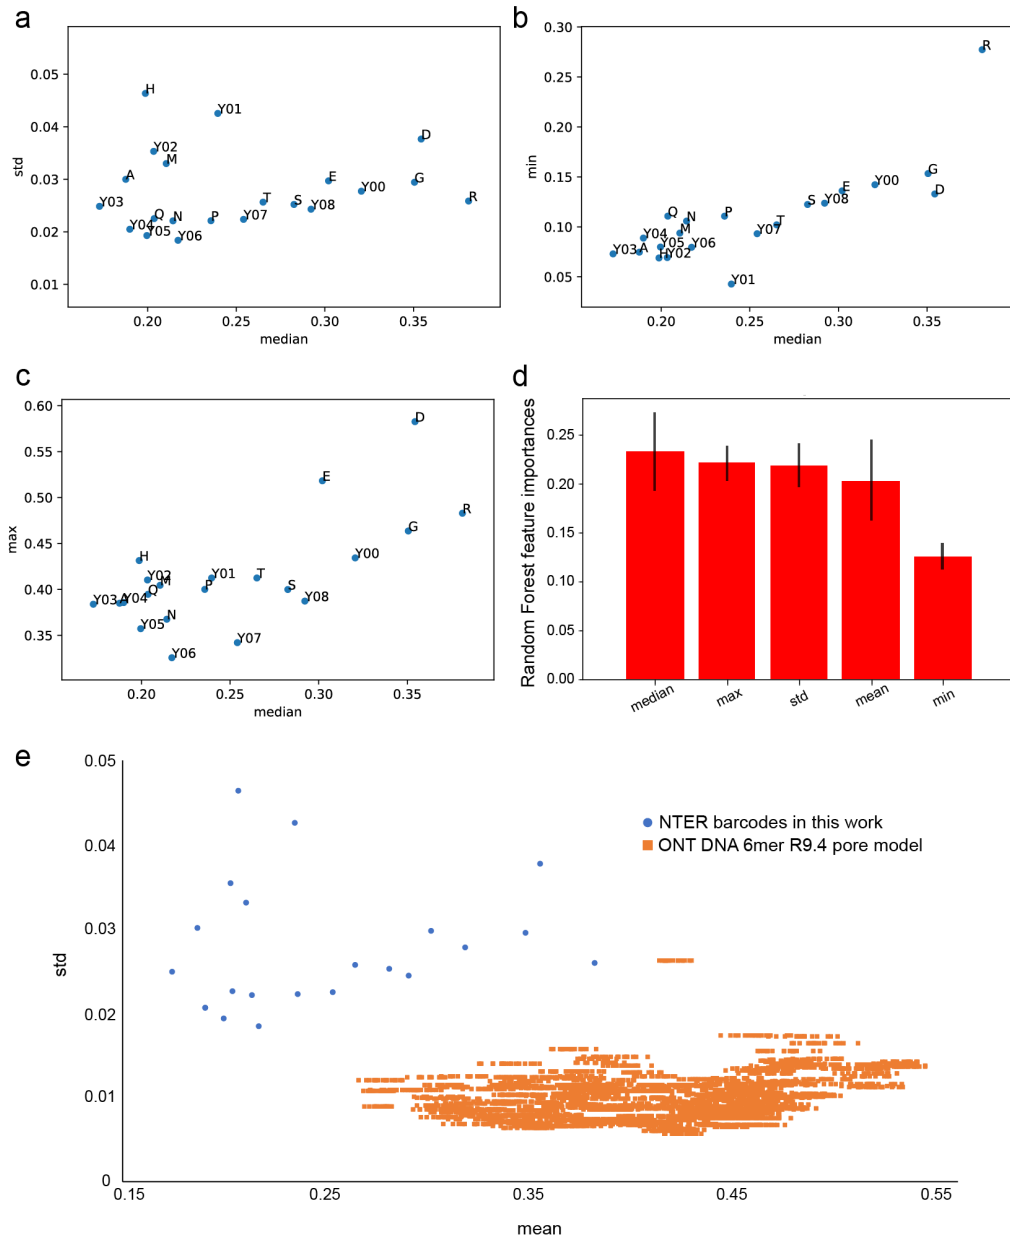 a
0.05
0.04
0.03
0.02
0.01
std
H
Y01
D
Y02
M
A
E
Y00
G
Y03
T
S
Y08
R
Q
N
P
Y07
Y04
Y05
Y06
0.20
0.25
0.30
0.35
median
b
0.30
0.25
0.20
0.15
0.10
0.05
min
R
G
Y00
D
E
S
Y08
Q
N
P
T
Y04
M
Y07
Y03
A
Y05
Y06
H
Y02
Y01
0.20
0.25
0.30
0.35
median
c
0.60
0.55
0.50
0.45
0.40
0.35
max
D
E
R
G
Y00
H
Y02
M
Y01
T
Q
P
S
Y03
A
Y04
Y08
N
Y05
Y07
Y06
0.20
0.25
0.30
0.35
median
d
Random Forest feature importances
0.25
0.20
0.15
0.10
0.05
0.00
median
max
std
mean
min
e
0.05
0.04
0.03
0.02
0.01
0
std
NTER barcodes in this work
ONT DNA 6mer R9.4 pore model
0.15
0.25
0.35
0.45
0.55
mean